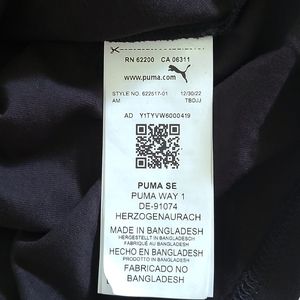 RN 62200 CA 06311
www.puma.com
STYLE NO. 622517-01 12/30/22
AM TBOJJ
AD Y1TYVW6000419
PUMA SE
PUMA WAY 1
DE-91074
HERZOGENAURACH
MADE IN BANGLADESH
HERGESTELLT IN BANGLADESCH
FABRIQUÉ AU BANGLADESH
HECHO EN BANGLADESH
PRODOTTO IN BANGLADESH
FABRICADO NO
BANGLADESH